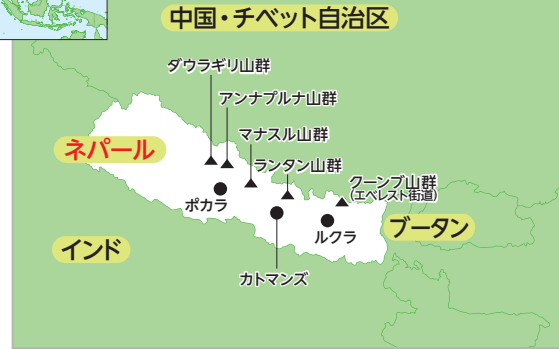 中国・チベット自治区
ダウラギリ山群
アンナプルナ山群
マナスル山群
ネパール
ランタン山群
クーンブ山群
(エベレスト街道)
ポカラ
ルクラ
ブータン
インド
カトマンズ